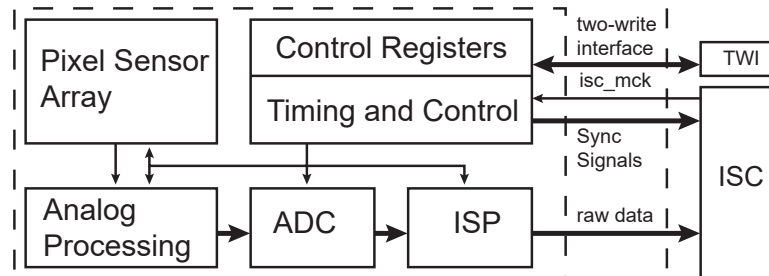 Pixel Sensor
Array
Control Registers
Timing and Control
two-write
interface
TWI
isc_mck
Sync
Signals
ISC
Analog
Processing
ADC
ISP
raw data